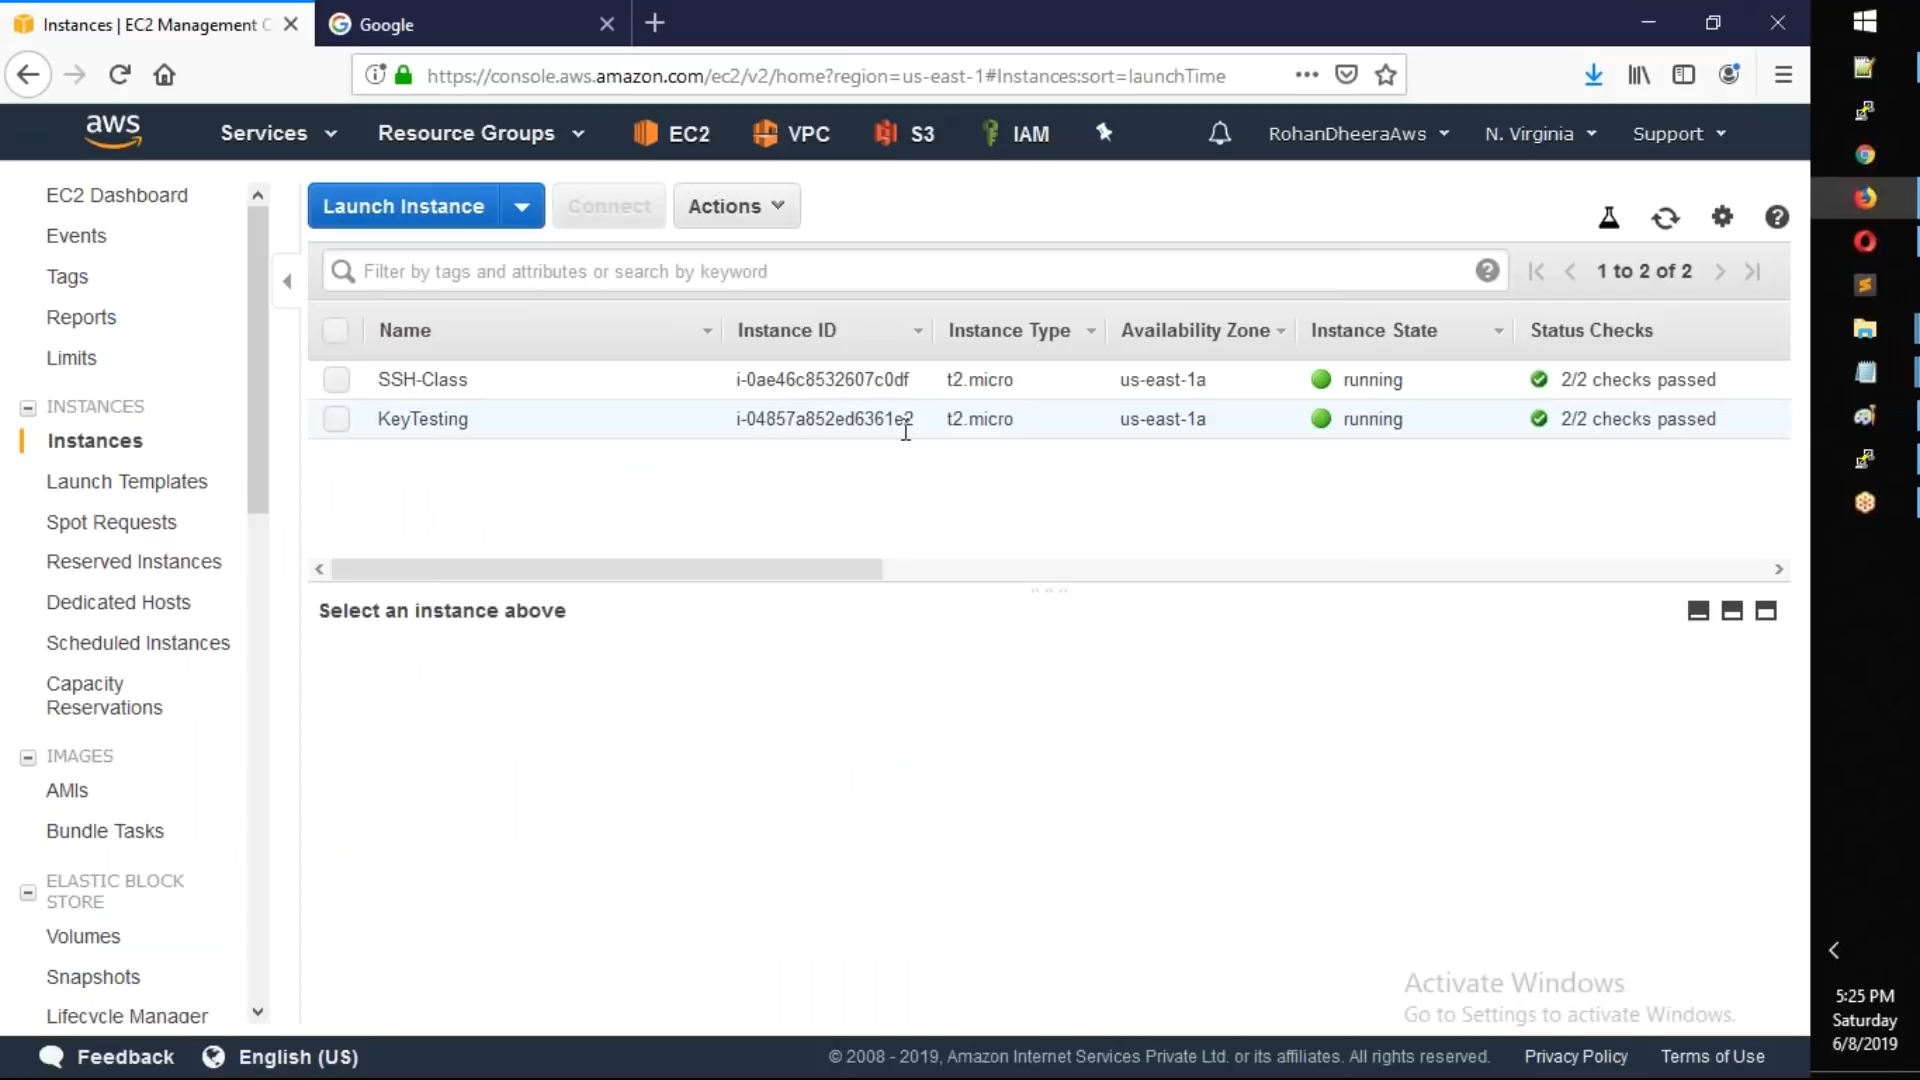 Instances | EC2 Management C
Google
https://console.aws.amazon.com/ec2/v2/home?region=us-east-1#Instances:sort=launchTime
aws
Services
Resource Groups
EC2
VPC
S3
IAM
RohanDheeraAws
N. Virginia
Support
EC2 Dashboard
Events
Tags
Reports
Limits
INSTANCES
Instances
Launch Templates
Spot Requests
Reserved Instances
Dedicated Hosts
Scheduled Instances
Capacity
Reservations
IMAGES
AMIs
Bundle Tasks
ELASTIC BLOCK
STORE
Volumes
Snapshots
Lifecycle Manager
Launch Instance
Connect
Actions
Filter by tags and attributes or search by keyword
1 to 2 of 2
Name Instance ID Instance Type Availability Zone Instance State Status Checks
SSH-Class i-0ae46c8532607c0df t2.micro us-east-1a running 2/2 checks passed
KeyTesting i-04857a852ed6361e2 t2.micro us-east-1a running 2/2 checks passed
Select an instance above
Activate Windows
Go to Settings to activate Windows.
Feedback
English (US)
© 2008 - 2019, Amazon Internet Services Private Ltd. or its affiliates. All rights reserved.
Privacy Policy
Terms of Use
5:25 PM
Saturday
6/8/2019